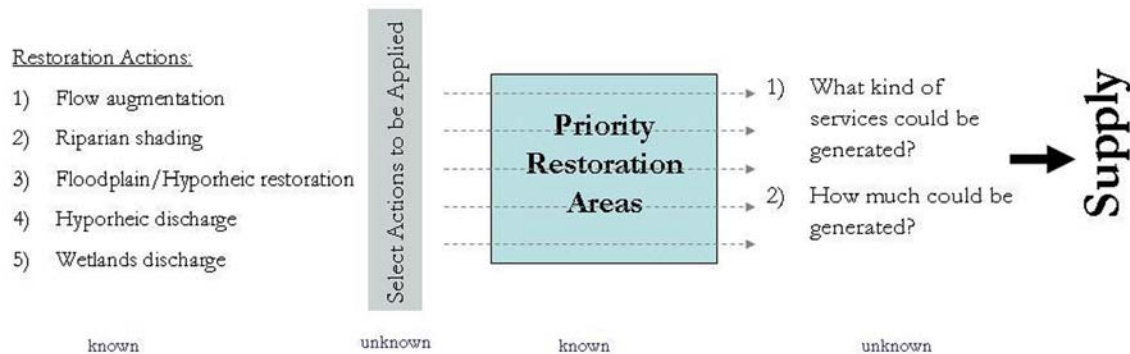 Restoration Actions:
1) Flow augmentation
2) Riparian shading
3) Floodplain/Hyporheic restoration
4) Hyporheic discharge
5) Wetlands discharge
Select Actions to be Applied
Priority
Restoration
Areas
1) What kind of
services could be
generated?
2) How much could be
generated?
Supply
known
unknown
known
unknown